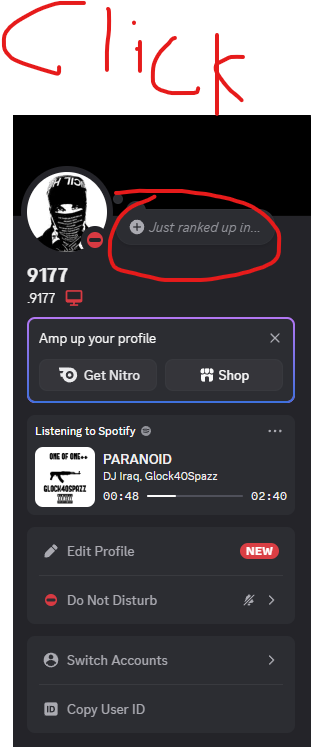 Click
Just ranked up in...
9177
.9177
Amp up your profile
Get Nitro
Shop
Listening to Spotify
ONE OF ONE++
GLOCK40SPAZZ
PARANOID
DJ Iraq, Glock40Spazz
00:48
02:40
Edit Profile
NEW
Do Not Disturb
Switch Accounts
ID
Copy User ID